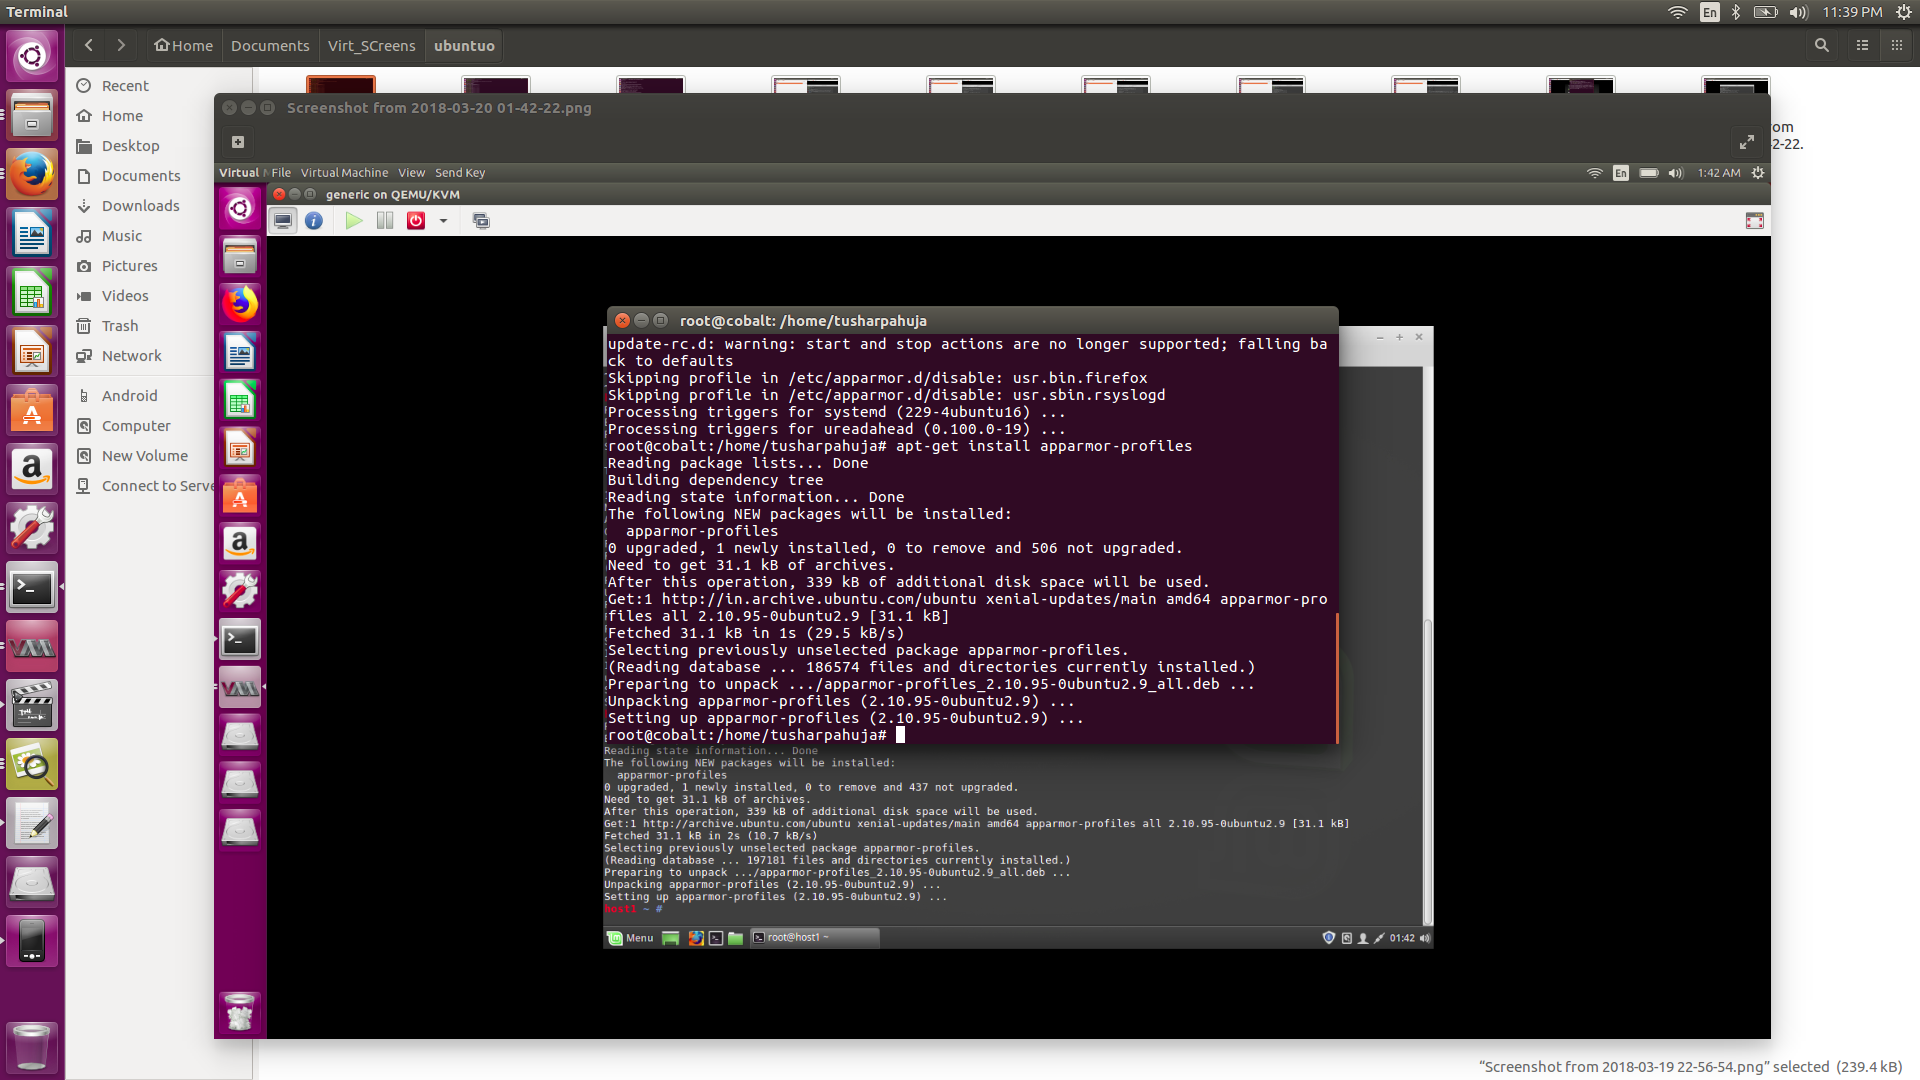 Terminal
En
11:39 PM
Home
Documents
Virt_SCreens
ubuntuo
Recent
Home
Desktop
Documents
Downloads
Music
Pictures
Videos
Trash
Network
Android
Computer
New Volume
Connect to Serve
om
2-22.
Screenshot from 2018-03-20 01-42-22.png
Virtual File Virtual Machine View Send Key
En
1:42 AM
generic on QEMU/KVM
root@cobalt: /home/tusharpahuja
update-rc.d: warning: start and stop actions are no longer supported; falling ba
ck to defaults
Skipping profile in /etc/apparmor.d/disable: usr.bin.firefox
Skipping profile in /etc/apparmor.d/disable: usr.sbin.rsyslogd
Processing triggers for systemd (229-4ubuntu16) ...
Processing triggers for ureadahead (0.100.0-19) ...
root@cobalt:/home/tusharpahuja# apt-get install apparmor-profiles
Reading package lists... Done
Building dependency tree
Reading state information... Done
The following NEW packages will be installed:
  apparmor-profiles
0 upgraded, 1 newly installed, 0 to remove and 506 not upgraded.
Need to get 31.1 kB of archives.
After this operation, 339 kB of additional disk space will be used.
Get:1 http://in.archive.ubuntu.com/ubuntu xenial-updates/main amd64 apparmor-pro
files all 2.10.95-0ubuntu2.9 [31.1 kB]
Fetched 31.1 kB in 1s (29.5 kB/s)
Selecting previously unselected package apparmor-profiles.
(Reading database ... 186574 files and directories currently installed.)
Preparing to unpack .../apparmor-profiles_2.10.95-0ubuntu2.9_all.deb ...
Unpacking apparmor-profiles (2.10.95-0ubuntu2.9) ...
Setting up apparmor-profiles (2.10.95-0ubuntu2.9) ...
root@cobalt:/home/tusharpahuja#
Reading state information... Done
The following NEW packages will be installed:
  apparmor-profiles
0 upgraded, 1 newly installed, 0 to remove and 437 not upgraded.
Need to get 31.1 kB of archives.
After this operation, 339 kB of additional disk space will be used.
Get:1 http://archive.ubuntu.com/ubuntu xenial-updates/main amd64 apparmor-profiles all 2.10.95-0ubuntu2.9 [31.1 kB]
Fetched 31.1 kB in 2s (10.7 kB/s)
Selecting previously unselected package apparmor-profiles.
(Reading database ... 197181 files and directories currently installed.)
Preparing to unpack .../apparmor-profiles_2.10.95-0ubuntu2.9_all.deb ...
Unpacking apparmor-profiles (2.10.95-0ubuntu2.9) ...
Setting up apparmor-profiles (2.10.95-0ubuntu2.9) ...
host1 ~ #
Menu
root@host1 ~
01:42
“Screenshot from 2018-03-19 22-56-54.png” selected (239.4 kB)